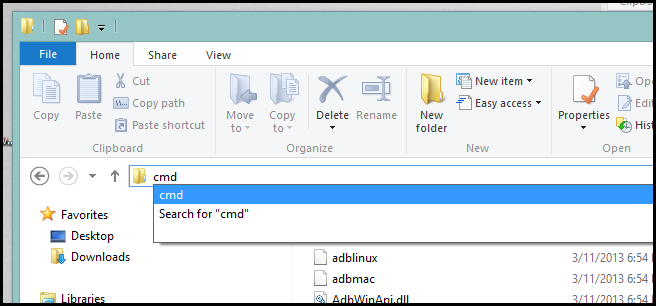 Clipboard
File Home Share View
Copy
Paste
Cut
Copy path
Paste shortcut
Clipboard
Move to
Copy to
Delete
Rename
Organize
New folder
New item
Easy access
New
Properties
Ope
Edi
Hist
Open
cmd
cmd
Search for "cmd"
Favorites
Desktop
Downloads
Libraries
adblinux 3/11/2013 6:54 P
adbmac 3/11/2013 6:54 P
AdbWinApi.dll 3/11/2013 6:54 P